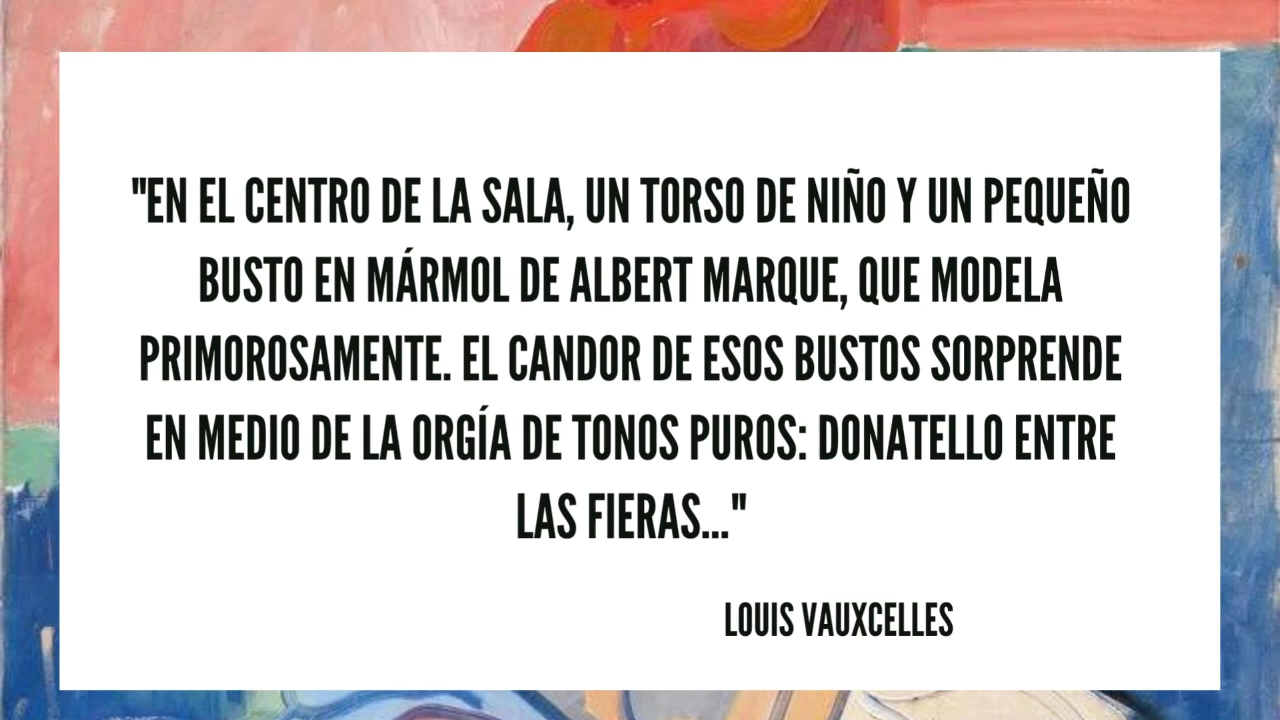 "EN EL CENTRO DE LA SALA, UN TORSO DE NIÑO Y UN PEQUEÑO
BUSTO EN MÁRMOL DE ALBERT MARQUE, QUE MODELA
PRIMOROSAMENTE. EL CANDOR DE ESOS BUSTOS SORPRENDE
EN MEDIO DE LA ORGÍA DE TONOS PUROS: DONATELLO ENTRE
LAS FIERAS..."
LOUIS VAUXCELLES